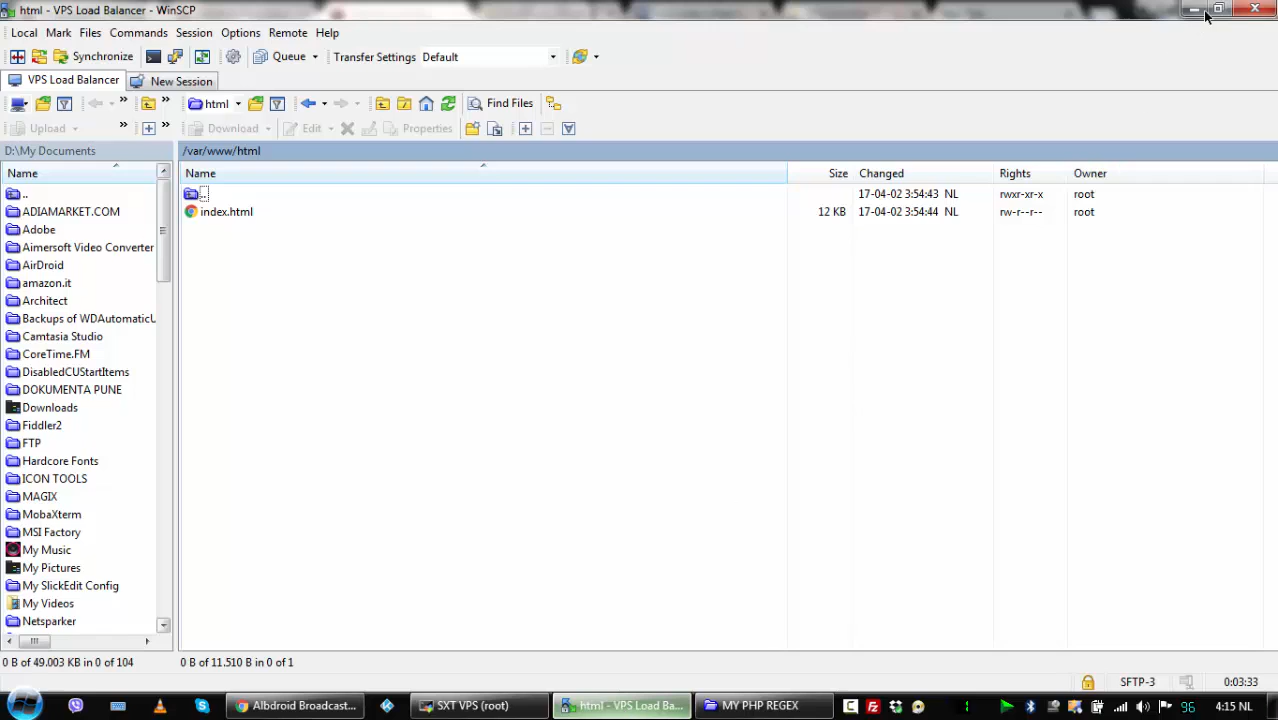 html - VPS Load Balancer - WinSCP
Local Mark Files Commands Session Options Remote Help
Synchronize Queue Transfer Settings Default
VPS Load Balancer New Session
html Find Files
Upload Download Edit Properties
D:\My Documents /var/www/html
Name Name Size Changed Rights Owner
.. .. 17-04-02 3:54:43 NL rwxr-xr-x root
ADIAMARKET.COM index.html 12 KB 17-04-02 3:54:44 NL rw-r--r-- root
Adobe
Aimersoft Video Converter
AirDroid
amazon.it
Architect
Backups of WDAutomaticU
Camtasia Studio
CoreTime.FM
DisabledCUStartItems
DOKUMENTA PUNE
Downloads
Fiddler2
FTP
Hardcore Fonts
ICON TOOLS
MAGIX
MobaXterm
MSI Factory
My Music
My Pictures
My SlickEdit Config
My Videos
Netsparker
0 B of 49.003 KB in 0 of 104 0 B of 11.510 B in 0 of 1
SFTP-3 0:03:33
Albdroid Broadcast... SXT VPS (root) html - VPS Load Ba... MY PHP REGEX 1 96 4:15 NL